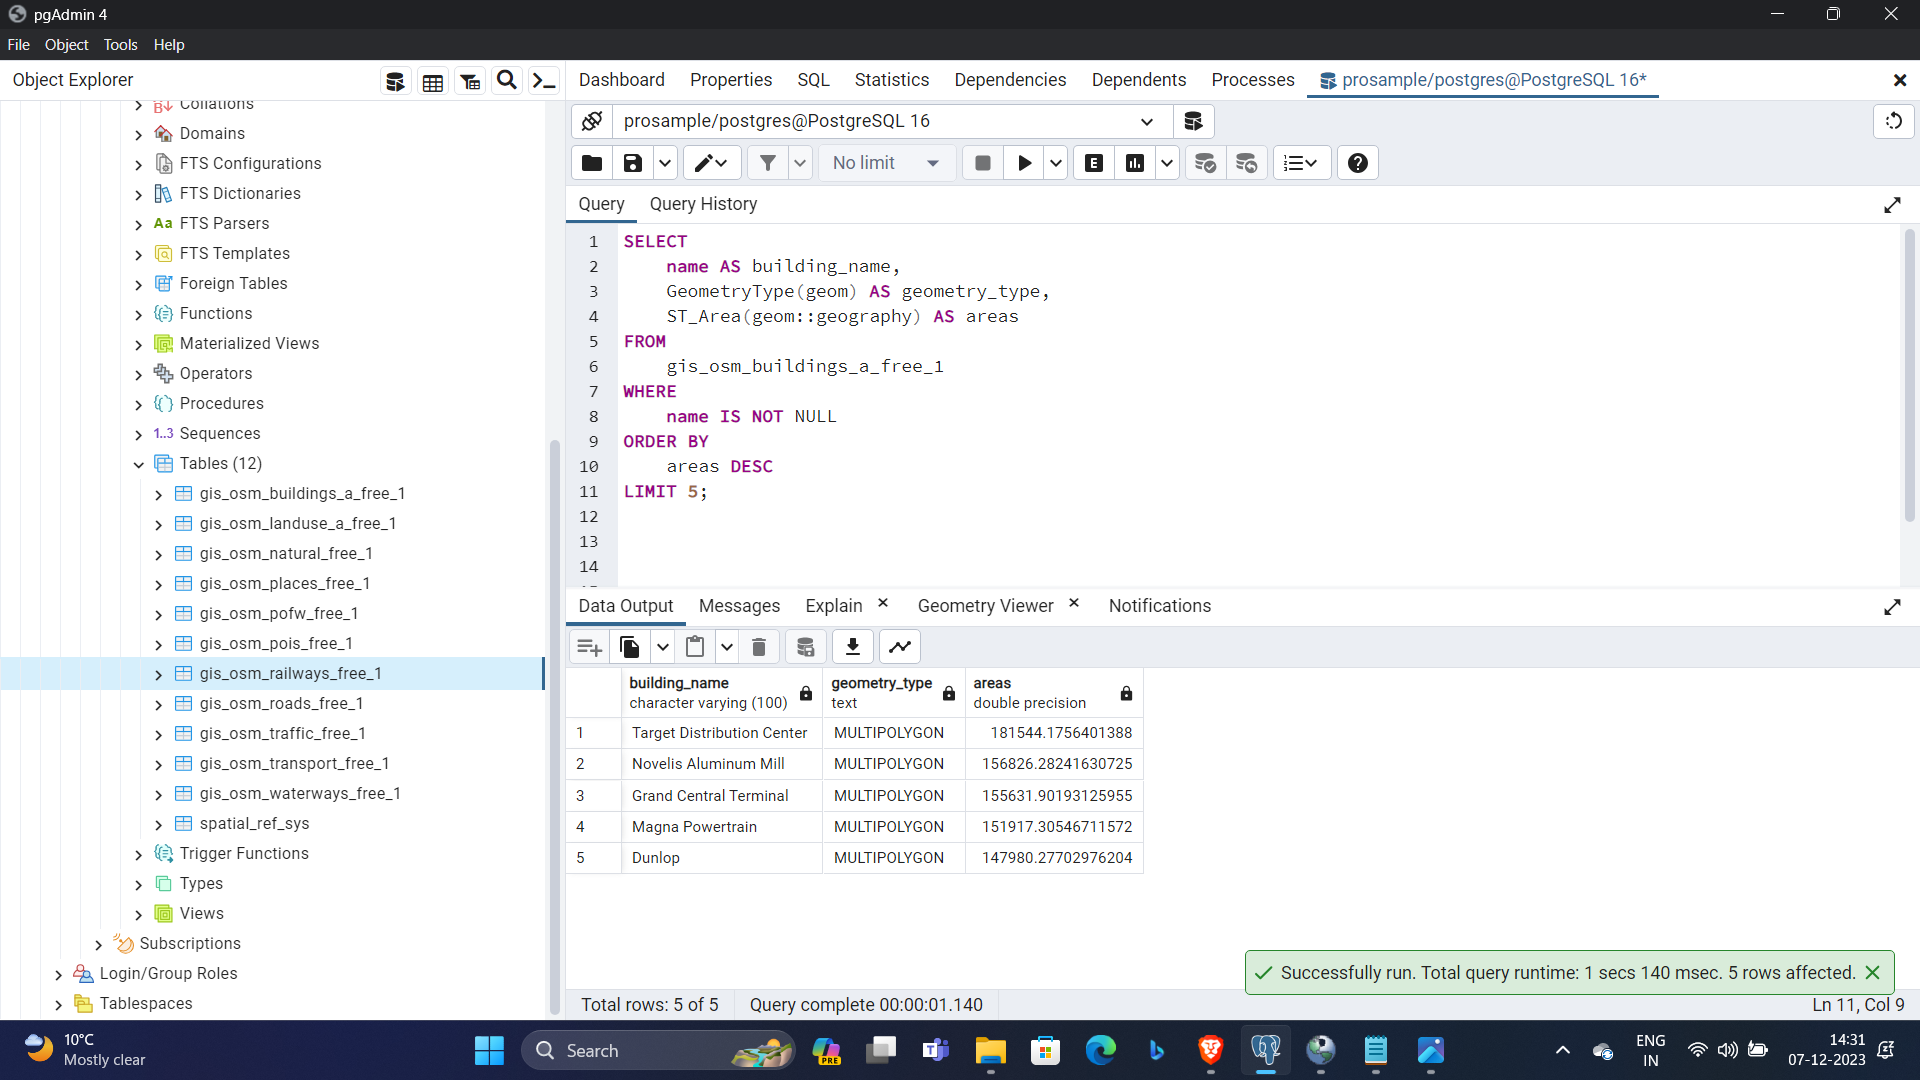 pgAdmin 4
File Object Tools Help
Object Explorer
Dashboard Properties SQL Statistics Dependencies Dependents Processes prosample/postgres@PostgreSQL 16*
Collations
Domains
FTS Configurations
FTS Dictionaries
Aa FTS Parsers
FTS Templates
Foreign Tables
Functions
Materialized Views
Operators
Procedures
1..3 Sequences
Tables (12)
gis_osm_buildings_a_free_1
gis_osm_landuse_a_free_1
gis_osm_natural_free_1
gis_osm_places_free_1
gis_osm_pofw_free_1
gis_osm_pois_free_1
gis_osm_railways_free_1
gis_osm_roads_free_1
gis_osm_traffic_free_1
gis_osm_transport_free_1
gis_osm_waterways_free_1
spatial_ref_sys
Trigger Functions
Types
Views
Subscriptions
Login/Group Roles
Tablespaces
prosample/postgres@PostgreSQL 16
No limit
E
Query Query History
1 SELECT
2 name AS building_name,
3 GeometryType(geom) AS geometry_type,
4 ST_Area(geom::geography) AS areas
5 FROM
6 gis_osm_buildings_a_free_1
7 WHERE
8 name IS NOT NULL
9 ORDER BY
10 areas DESC
11 LIMIT 5;
12
13
14
Data Output Messages Explain Geometry Viewer Notifications
building_name geometry_type areas
character varying (100) text double precision
1 Target Distribution Center MULTIPOLYGON 181544.1756401388
2 Novelis Aluminum Mill MULTIPOLYGON 156826.28241630725
3 Grand Central Terminal MULTIPOLYGON 155631.90193125955
4 Magna Powertrain MULTIPOLYGON 151917.30546711572
5 Dunlop MULTIPOLYGON 147980.27702976204
Successfully run. Total query runtime: 1 secs 140 msec. 5 rows affected.
Total rows: 5 of 5 Query complete 00:00:01.140 Ln 11, Col 9
10°C
Mostly clear
Search
PRE
ENG
IN
14:31
07-12-2023